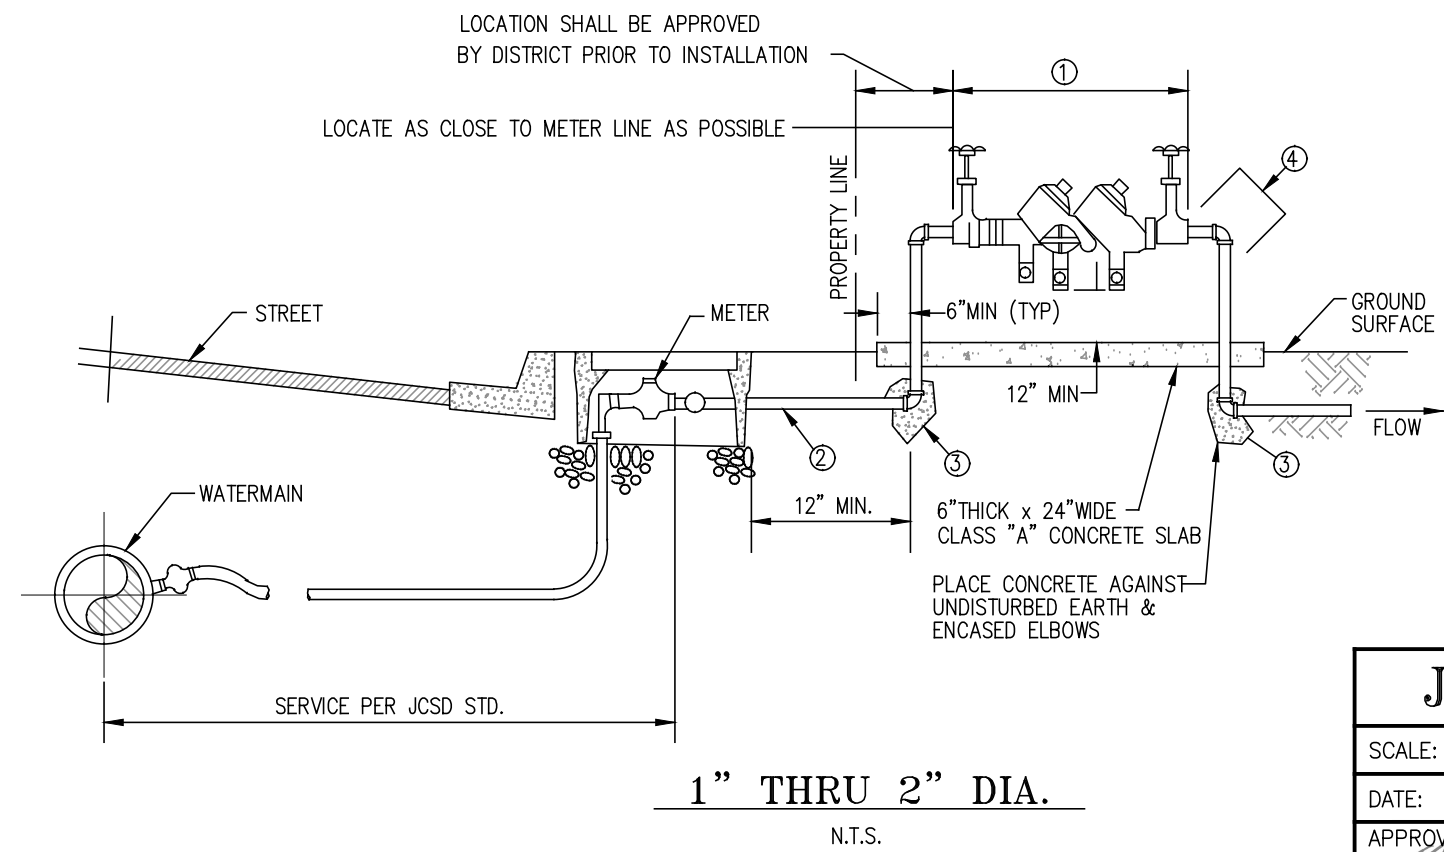 LOCATION SHALL BE APPROVED
BY DISTRICT PRIOR TO INSTALLATION
1
LOCATE AS CLOSE TO METER LINE AS POSSIBLE
4
PROPERTY LINE
STREET
METER
6"MIN (TYP)
GROUND
SURFACE
12" MIN
FLOW
2
3
3
WATERMAIN
12" MIN.
6"THICK x 24"WIDE
CLASS "A" CONCRETE SLAB
PLACE CONCRETE AGAINST
UNDISTURBED EARTH &
ENCASED ELBOWS
SERVICE PER JCSD STD.
1" THRU 2" DIA.
N.T.S.
J
SCALE:
DATE:
APPROV